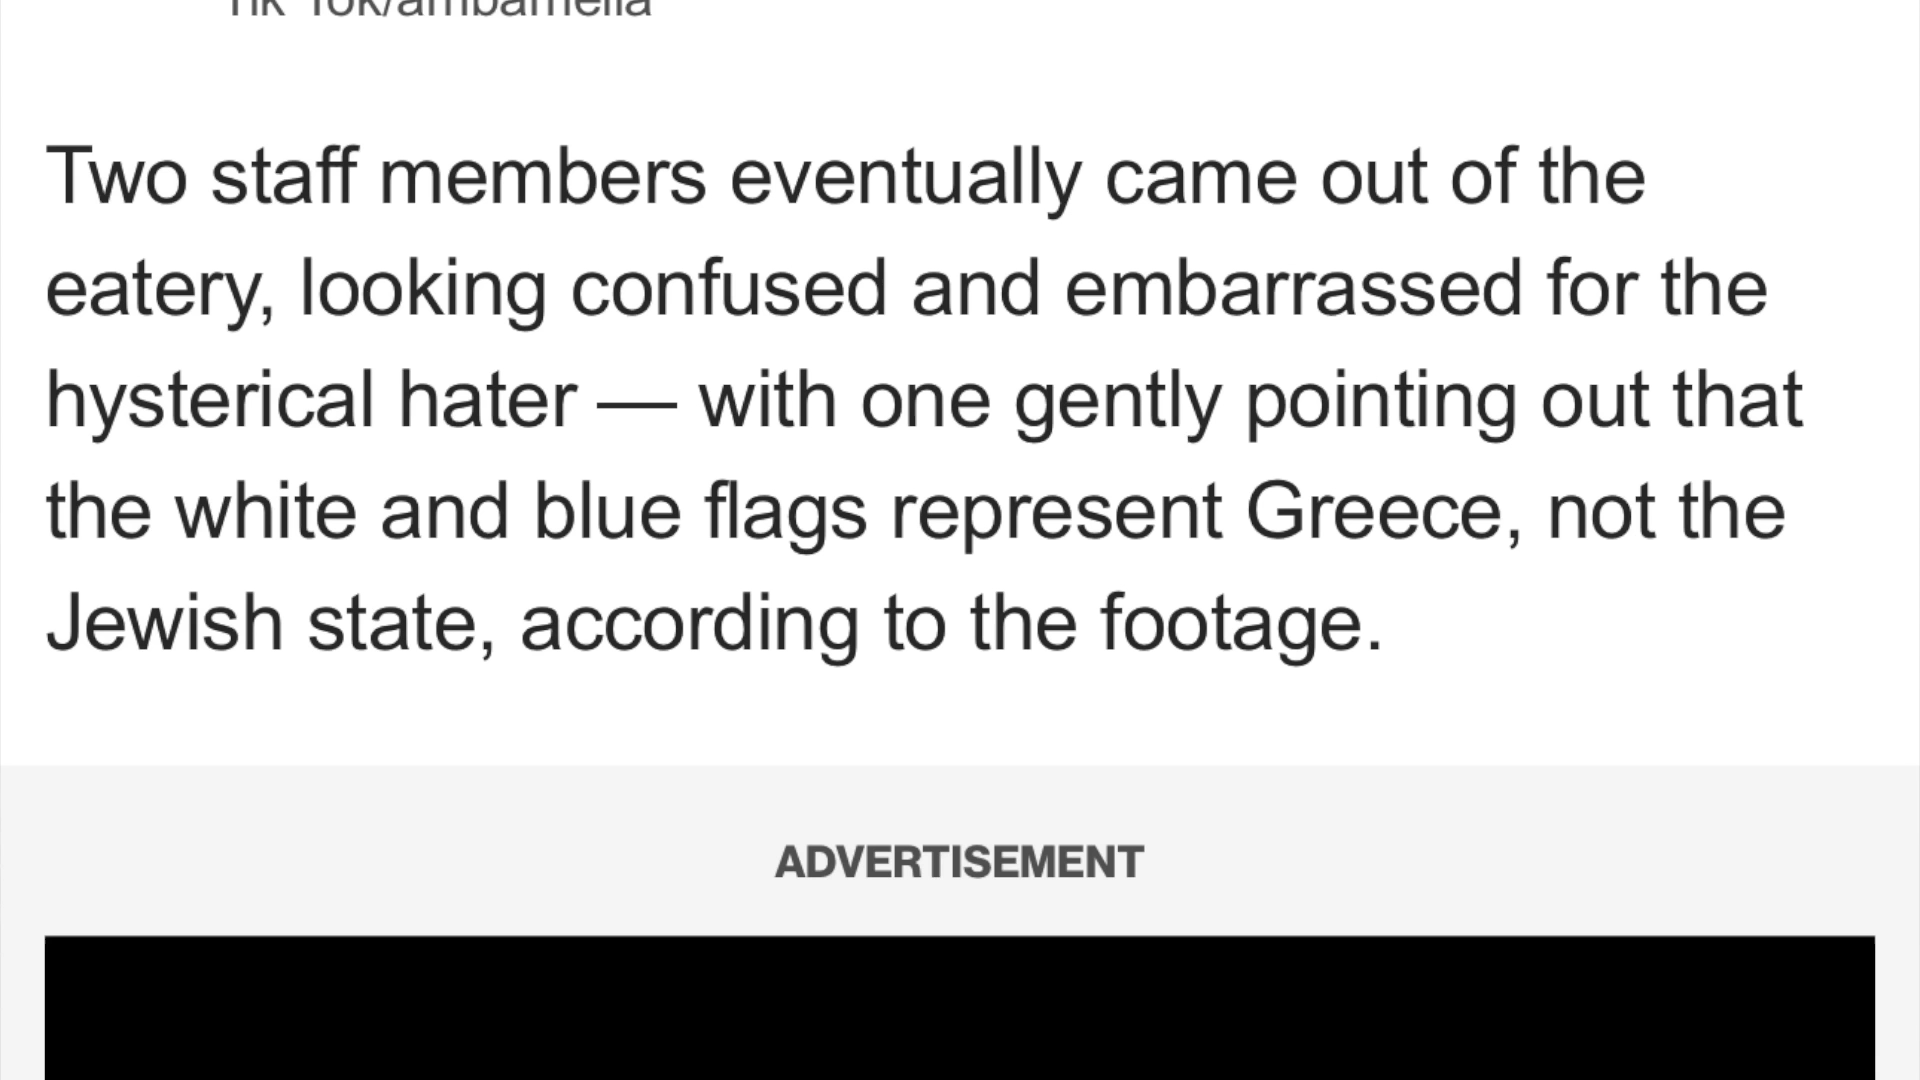 Two staff members eventually came out of the
eatery, looking confused and embarrassed for the
hysterical hater — with one gently pointing out that
the white and blue flags represent Greece, not the
Jewish state, according to the footage.
ADVERTISEMENT